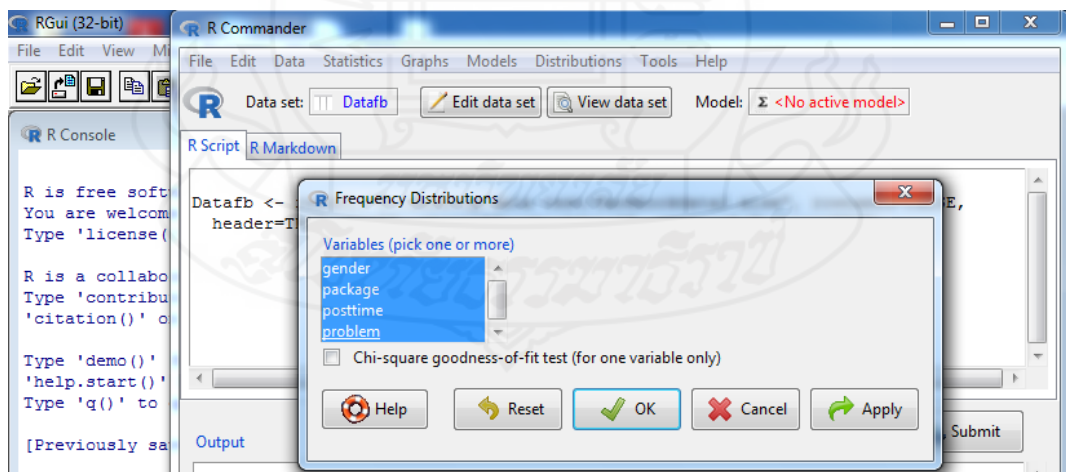 RGui (32-bit)
File Edit View
R Console
R is free
You are welcom
Type 'license(
R is a collabo
Type 'contribu
'citation()' o
Type 'demo()'
'help.start()'
Type 'q()' to
[Previously sa
R Commander
File Edit Data Statistics Graphs Models Distributions Tools Help
Data set: Datafb Edit data set View data set Model: Σ <No active model>
R Script R Markdown
Datafb <-
header=T
Frequency Distributions
Variables (pick one or more)
gender
package
posttime
problem
Chi-square goodness-of-fit test (for one variable only)
Help Reset OK Cancel Apply
Submit
Output